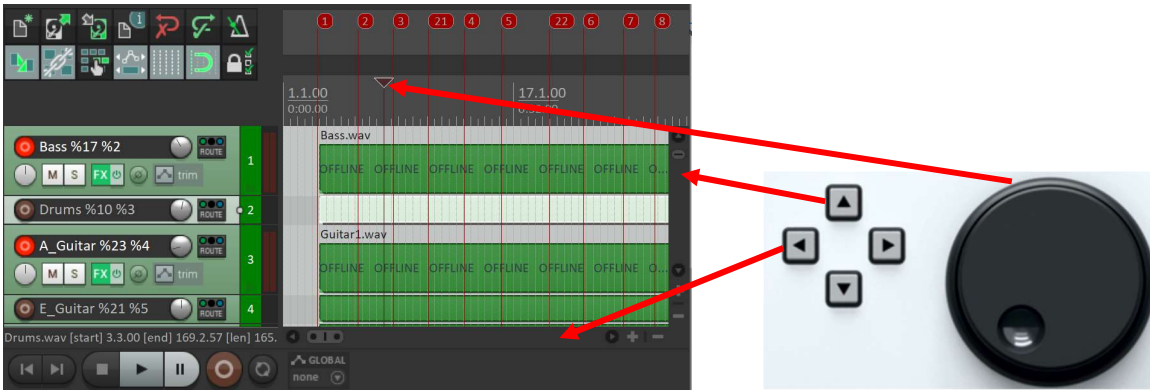 1 2 3 21 4 5 22 6 7 8
1.1.00 17.1.00
0:00.00
Bass.wav
Bass %17 %2 ROUTE 1
M S FX trim
OFFLINE OFFLINE OFFLINE OFFLINE OFFLINE OFFLINE O...
Drums %10 %3 ROUTE 2
Guitar1.wav
A_Guitar %23 %4 ROUTE 3
M S FX trim
OFFLINE OFFLINE OFFLINE OFFLINE OFFLINE OFFLINE O...
E_Guitar %21 %5 ROUTE 4
Drums.wav [start] 3.3.00 [end] 169.2.57 [len] 165.
GLOBAL
none